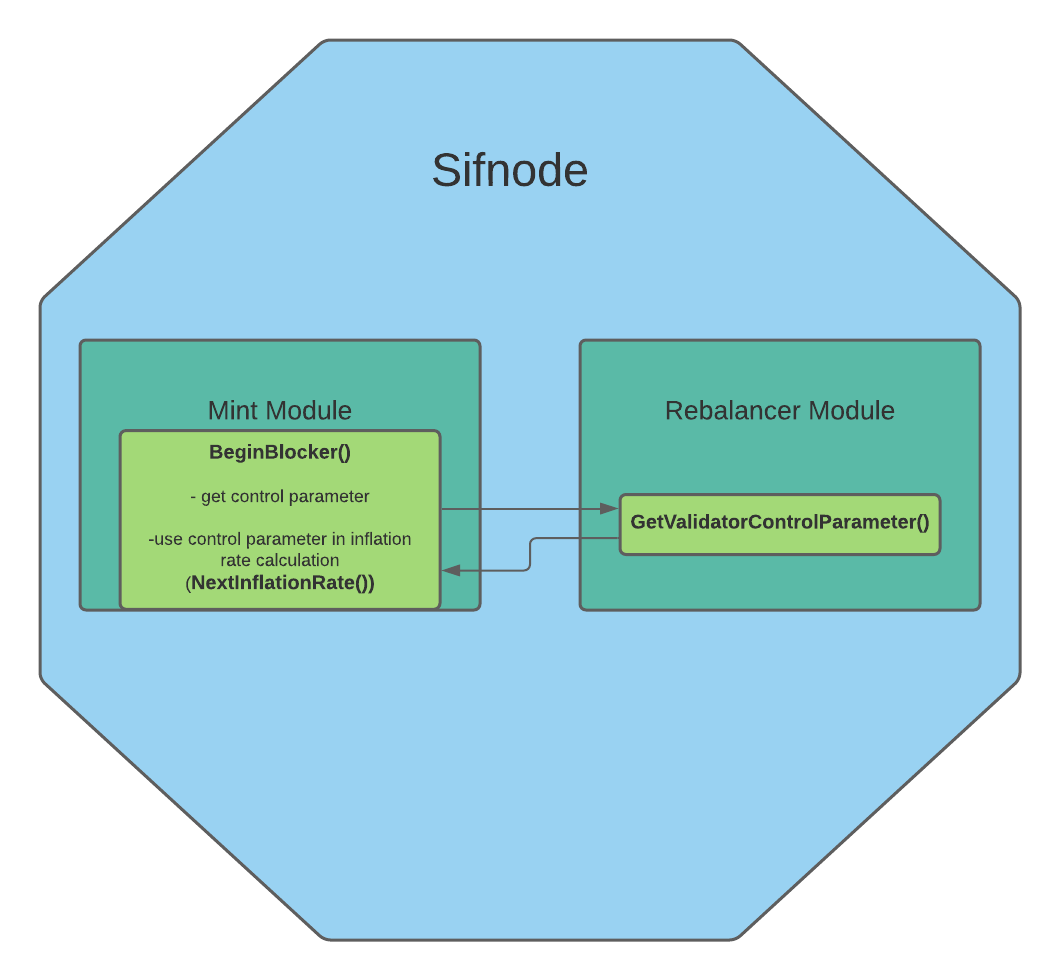 Sifnode
Mint Module
BeginBlocker()
- get control parameter
-use control parameter in inflation
rate calculation
(NextInflationRate())
Rebalancer Module
GetValidatorControlParameter()